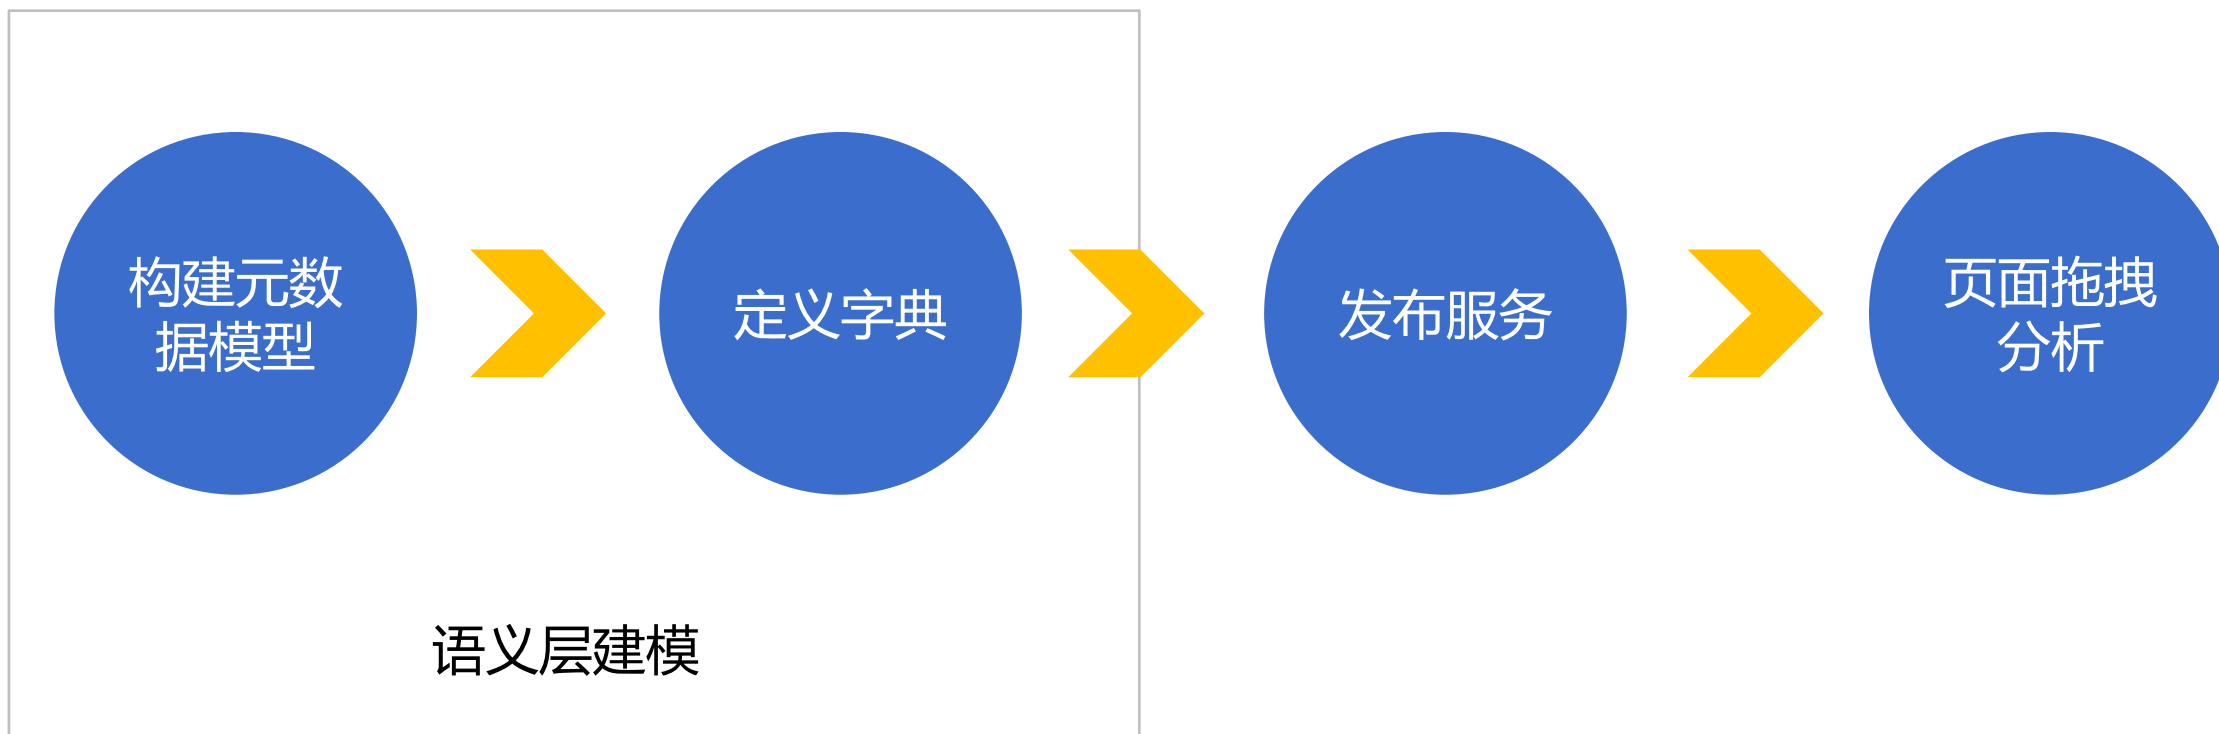 构建元数
据模型
定义字典
发布服务
页面拖拽
分析
语义层建模